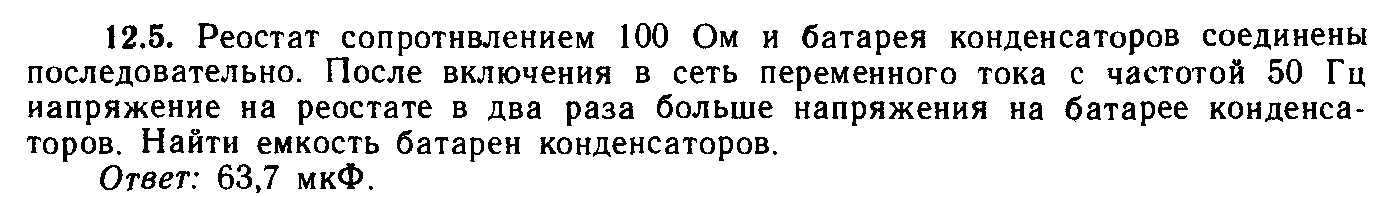 12.5. Реостат сопротивлением 100 Ом и батарея конденсаторов соединены
последовательно. После включения в сеть переменного тока с частотой 50 Гц
напряжение на реостате в два раза больше напряжения на батарее конденса-
торов. Найти емкость батареи конденсаторов.
Ответ: 63,7 мкФ.